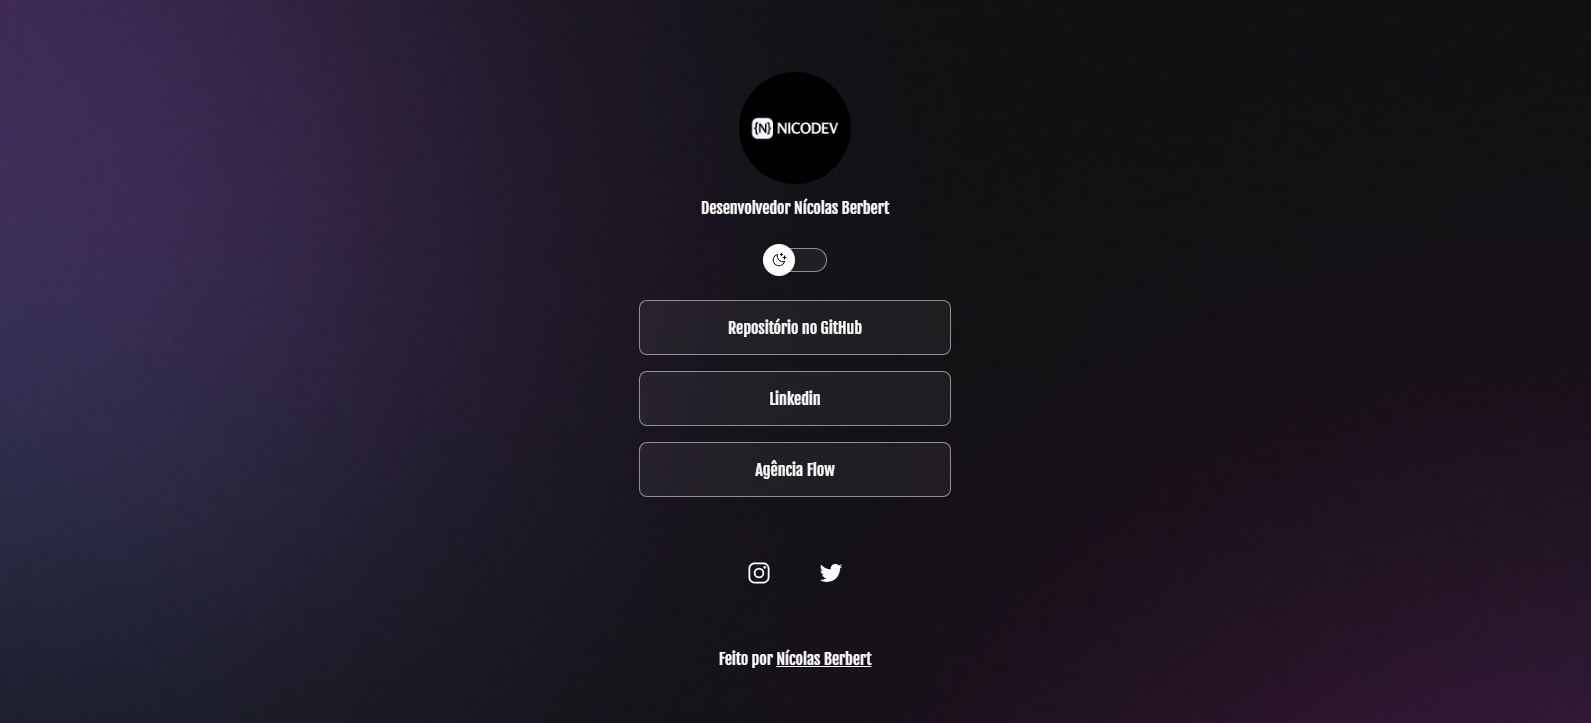 {N} NICODEV
Desenvolvedor Nícolas Berbert
Repositório no GitHub
Linkedin
Agência Flow
Feito por Nícolas Berbert